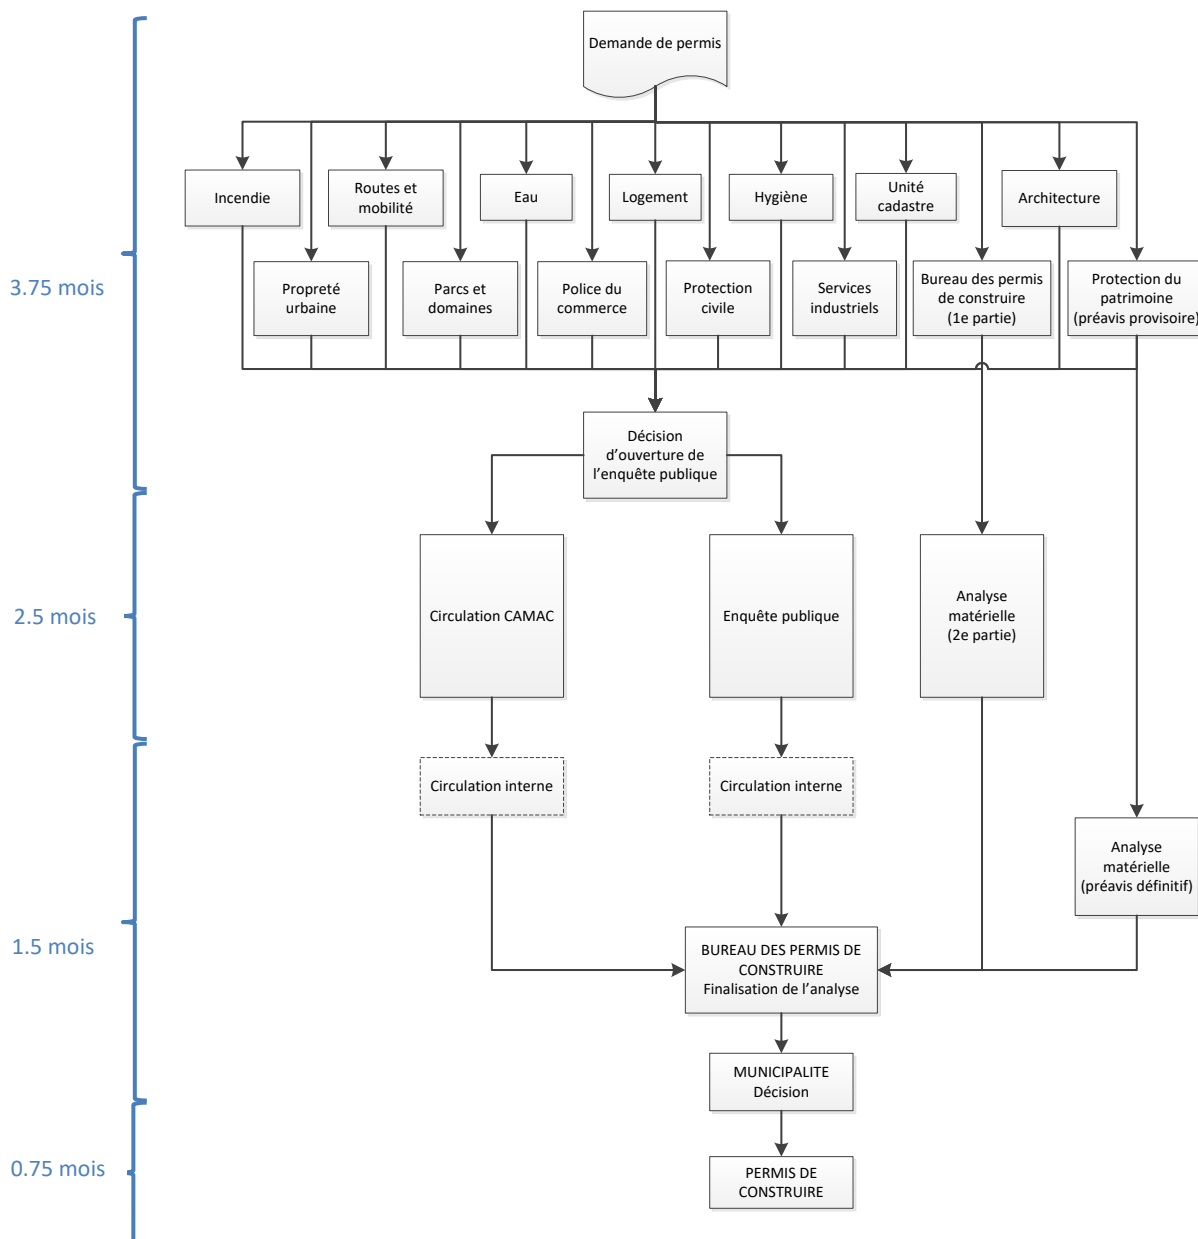 Demande de permis
Incendie
Routes et
mobilité
Eau
Logement
Hygiène
Unité
cadastre
Architecture
3.75 mois
Propreté
urbaine
Parcs et
domaines
Police du
commerce
Protection
civile
Services
industriels
Bureau des permis
de construire
(1e partie)
Protection du
patrimoine
(préavis provisoire)
Décision
d’ouverture de
l’enquête publique
2.5 mois
Circulation CAMAC
Enquête publique
Analyse
matérielle
(2e partie)
Circulation interne
Circulation interne
Analyse
matérielle
(préavis définitif)
1.5 mois
BUREAU DES PERMIS DE
CONSTRUIRE
Finalisation de l’analyse
MUNICIPALITE
Décision
0.75 mois
PERMIS DE
CONSTRUIRE